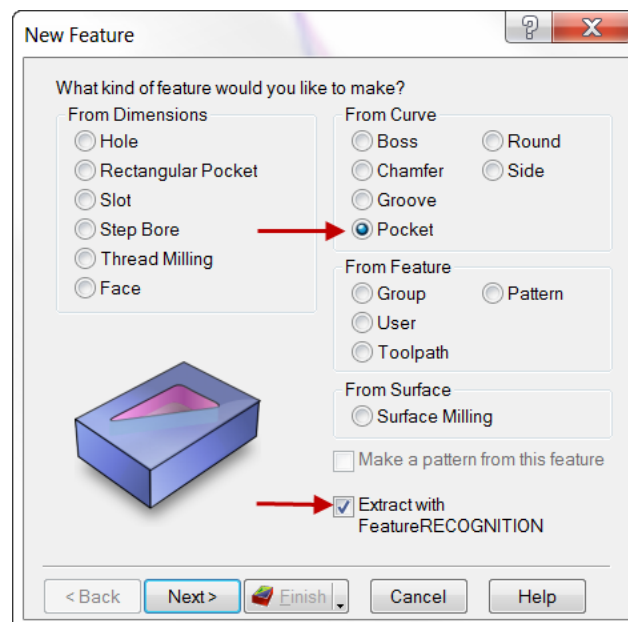 New Feature
What kind of feature would you like to make?
From Dimensions
Hole
Rectangular Pocket
Slot
Step Bore
Thread Milling
Face
From Curve
Boss
Round
Chamfer
Side
Groove
Pocket
From Feature
Group
Pattern
User
Toolpath
From Surface
Surface Milling
Make a pattern from this feature
Extract with
FeatureRECOGNITION
< Back
Next >
Finish
Cancel
Help